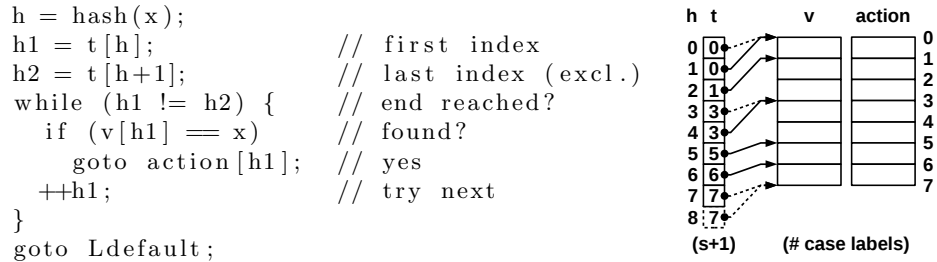 h = hash(x);
h1 = t[h]; // first index
h2 = t[h+1]; // last index (excl.)
while (h1 != h2) { // end reached?
if (v[h1] == x) // found?
goto action[h1]; // yes
++h1; // try next
}
goto Ldefault;
h t v action
0 0 0
1 0 1
2 1 2
3 3 3
4 3 4
5 5 5
6 6 6
7 7 7
8 7
(s+1) (# case labels)